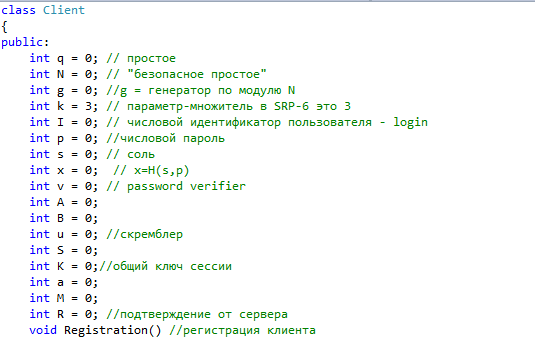 class Client
{
public:
    int q = 0; // простое
    int N = 0; // "безопасное простое"
    int g = 0; //g = генератор по модулю N
    int k = 3; // параметр-множитель в SRP-6 это 3
    int I = 0; // числовой идентификатор пользователя - login
    int p = 0; //числовой пароль
    int s = 0; // соль
    int x = 0;  // x=H(s,p)
    int v = 0; // password verifier
    int A = 0;
    int B = 0;
    int u = 0; //скремблер
    int S = 0;
    int K = 0;//общий ключ сессии
    int a = 0;
    int M = 0;
    int R = 0; //подтверждение от сервера
    void Registration() //регистрация клиента